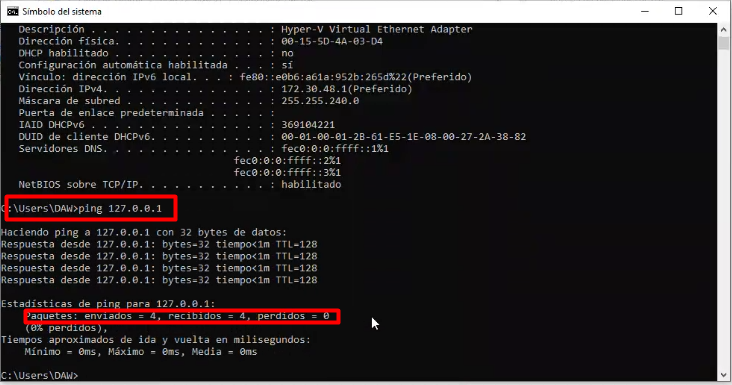 Símbolo del sistema
Descripción . . . . . . . . . . . . . . . : Hyper-V Virtual Ethernet Adapter
Dirección física. . . . . . . . . . . . . : 00-15-5D-4A-03-D4
DHCP habilitado . . . . . . . . . . . . . : no
Configuración automática habilitada . . . : sí
Vínculo: dirección IPv6 local. . . : fe80::e0b6:a61a:952b:265d%22(Preferido)
Dirección IPv4. . . . . . . . . . . . . . : 172.30.48.1(Preferido)
Máscara de subred . . . . . . . . . . . . : 255.255.240.0
Puerta de enlace predeterminada . . . . . :
IAID DHCPv6 . . . . . . . . . . . . . . . : 369104221
DUID de cliente DHCPv6. . . . . . . . . . : 00-01-00-01-2B-61-E5-1E-08-00-27-2A-38-82
Servidores DNS. . . . . . . . . . . . . . : fec0:0:0:ffff::1%1
fec0:0:0:ffff::2%1
fec0:0:0:ffff::3%1
NetBIOS sobre TCP/IP. . . . . . . . . . . : habilitado
C:\Users\DAW>ping 127.0.0.1
Haciendo ping a 127.0.0.1 con 32 bytes de datos:
Respuesta desde 127.0.0.1: bytes=32 tiempo<1m TTL=128
Respuesta desde 127.0.0.1: bytes=32 tiempo<1m TTL=128
Respuesta desde 127.0.0.1: bytes=32 tiempo<1m TTL=128
Respuesta desde 127.0.0.1: bytes=32 tiempo<1m TTL=128
Estadísticas de ping para 127.0.0.1:
Paquetes: enviados = 4, recibidos = 4, perdidos = 0
(0% perdidos),
Tiempos aproximados de ida y vuelta en milisegundos:
Mínimo = 0ms, Máximo = 0ms, Media = 0ms
C:\Users\DAW>